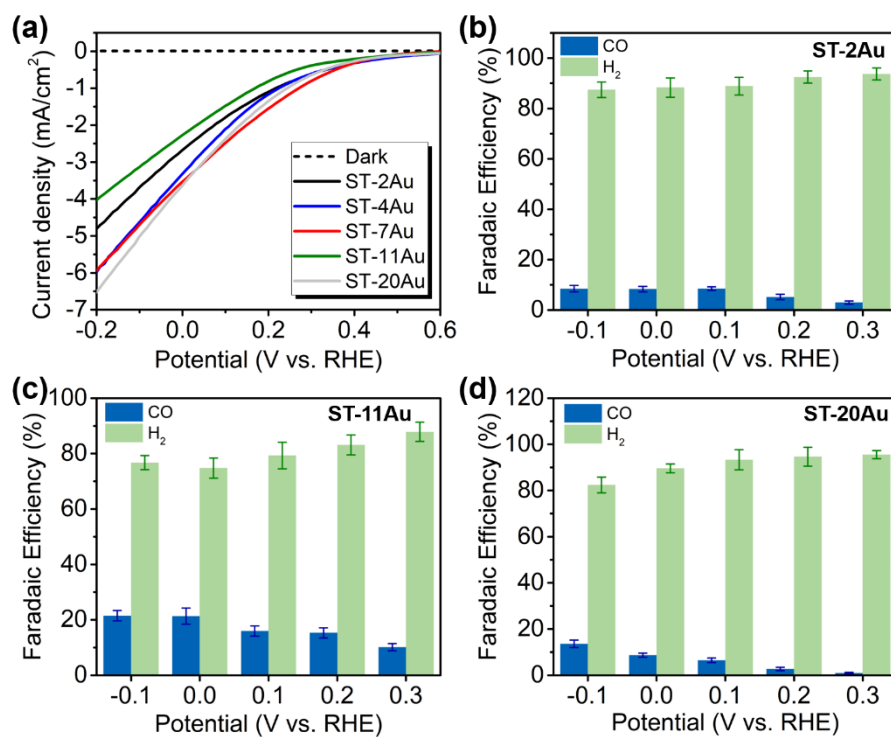 (a)
Current density (mA/cm²)
0
-1
-2
-3
-4
-5
-6
-7
Dark
ST-2Au
ST-4Au
ST-7Au
ST-11Au
ST-20Au
-0.2 0.0 0.2 0.4 0.6
Potential (V vs. RHE)
(b)
Faradaic Efficiency (%)
100
80
60
40
20
0
CO
H₂
ST-2Au
-0.1 0.0 0.1 0.2 0.3
Potential (V vs. RHE)
(c)
Faradaic Efficiency (%)
100
80
60
40
20
0
CO
H₂
ST-11Au
-0.1 0.0 0.1 0.2 0.3
Potential (V vs. RHE)
(d)
Faradaic Efficiency (%)
120
100
80
60
40
20
0
CO
H₂
ST-20Au
-0.1 0.0 0.1 0.2 0.3
Potential (V vs. RHE)